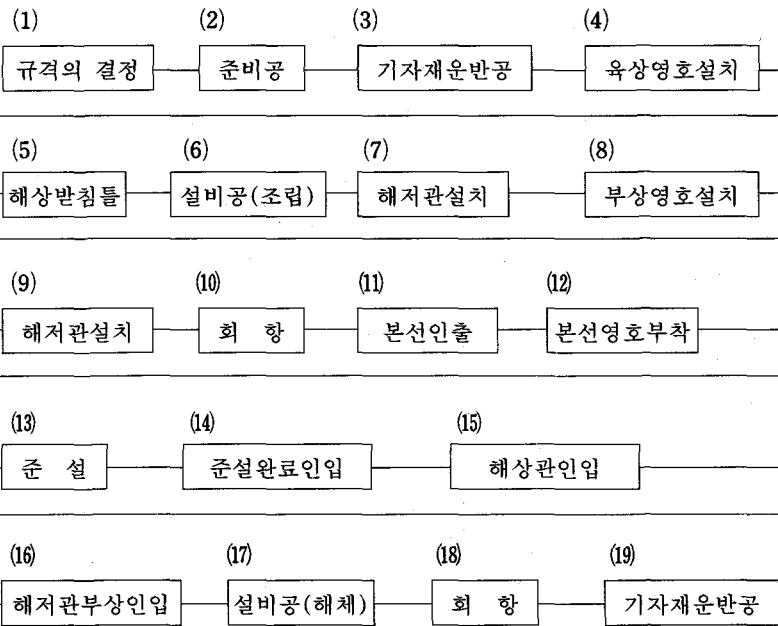 (1) (2) (3) (4)
규격의 결정 준비공 기자재운반공 육상영호설치
(5) (6) (7) (8)
해상받침틀 설비공(조립) 해저관설치 부상영호설치
(9) (10) (11) (12)
해저관설치 회 항 본선인출 본선영호부착
(13) (14) (15)
준 설 준설완료인입 해상관인입
(16) (17) (18) (19)
해저관부상인입 설비공(해체) 회 항 기자재운반공